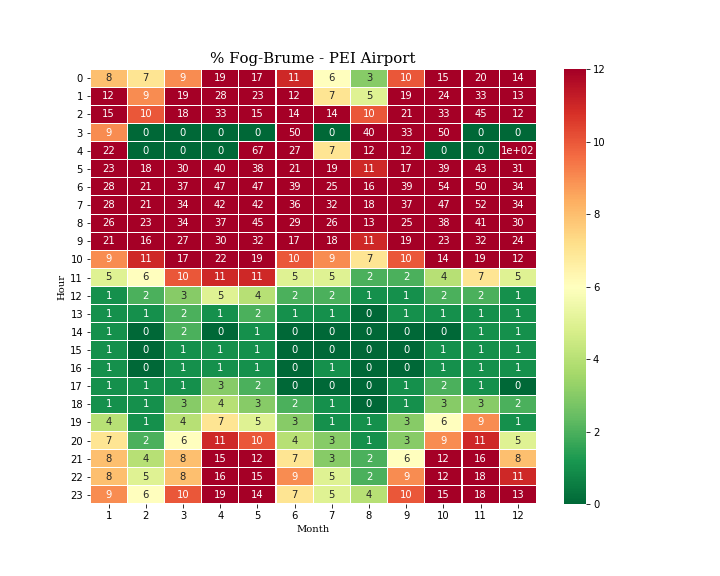 % Fog-Brume - PEI Airport
0 8 7 9 19 17 11 6 3 10 15 20 14
1 12 9 19 28 23 12 7 5 19 24 33 13
2 15 10 18 33 15 14 14 10 21 33 45 12
3 9 0 0 0 0 50 0 40 33 50 0 0
4 22 0 0 0 67 27 7 12 12 0 0 1e+02
5 23 18 30 40 38 21 19 11 17 39 43 31
6 28 21 37 47 47 39 25 16 39 54 50 34
7 28 21 34 42 42 36 32 18 37 47 52 34
8 26 23 34 37 45 29 26 13 25 38 41 30
9 21 16 27 30 32 17 18 11 19 23 32 24
10 9 11 17 22 19 10 9 7 10 14 19 12
11 5 6 10 11 11 5 5 2 2 4 7 5
12 1 2 3 5 4 2 2 1 1 2 2 1
13 1 1 2 1 2 1 1 0 1 1 1 1
14 1 0 2 0 1 0 0 0 0 0 1 1
15 1 0 1 1 1 0 0 0 0 1 1 1
16 1 0 1 1 1 0 1 0 0 1 1 1
17 1 1 1 3 2 0 0 0 1 2 1 0
18 1 1 3 4 3 2 1 0 1 3 3 2
19 4 1 4 7 5 3 1 1 3 6 9 1
20 7 2 6 11 10 4 3 1 3 9 11 5
21 8 4 8 15 12 7 3 2 6 12 16 8
22 8 5 8 16 15 9 5 2 9 12 18 11
23 9 6 10 19 14 7 5 4 10 15 18 13
1 2 3 4 5 6 7 8 9 10 11 12
Month
Hour
12
10
8
6
4
2
0